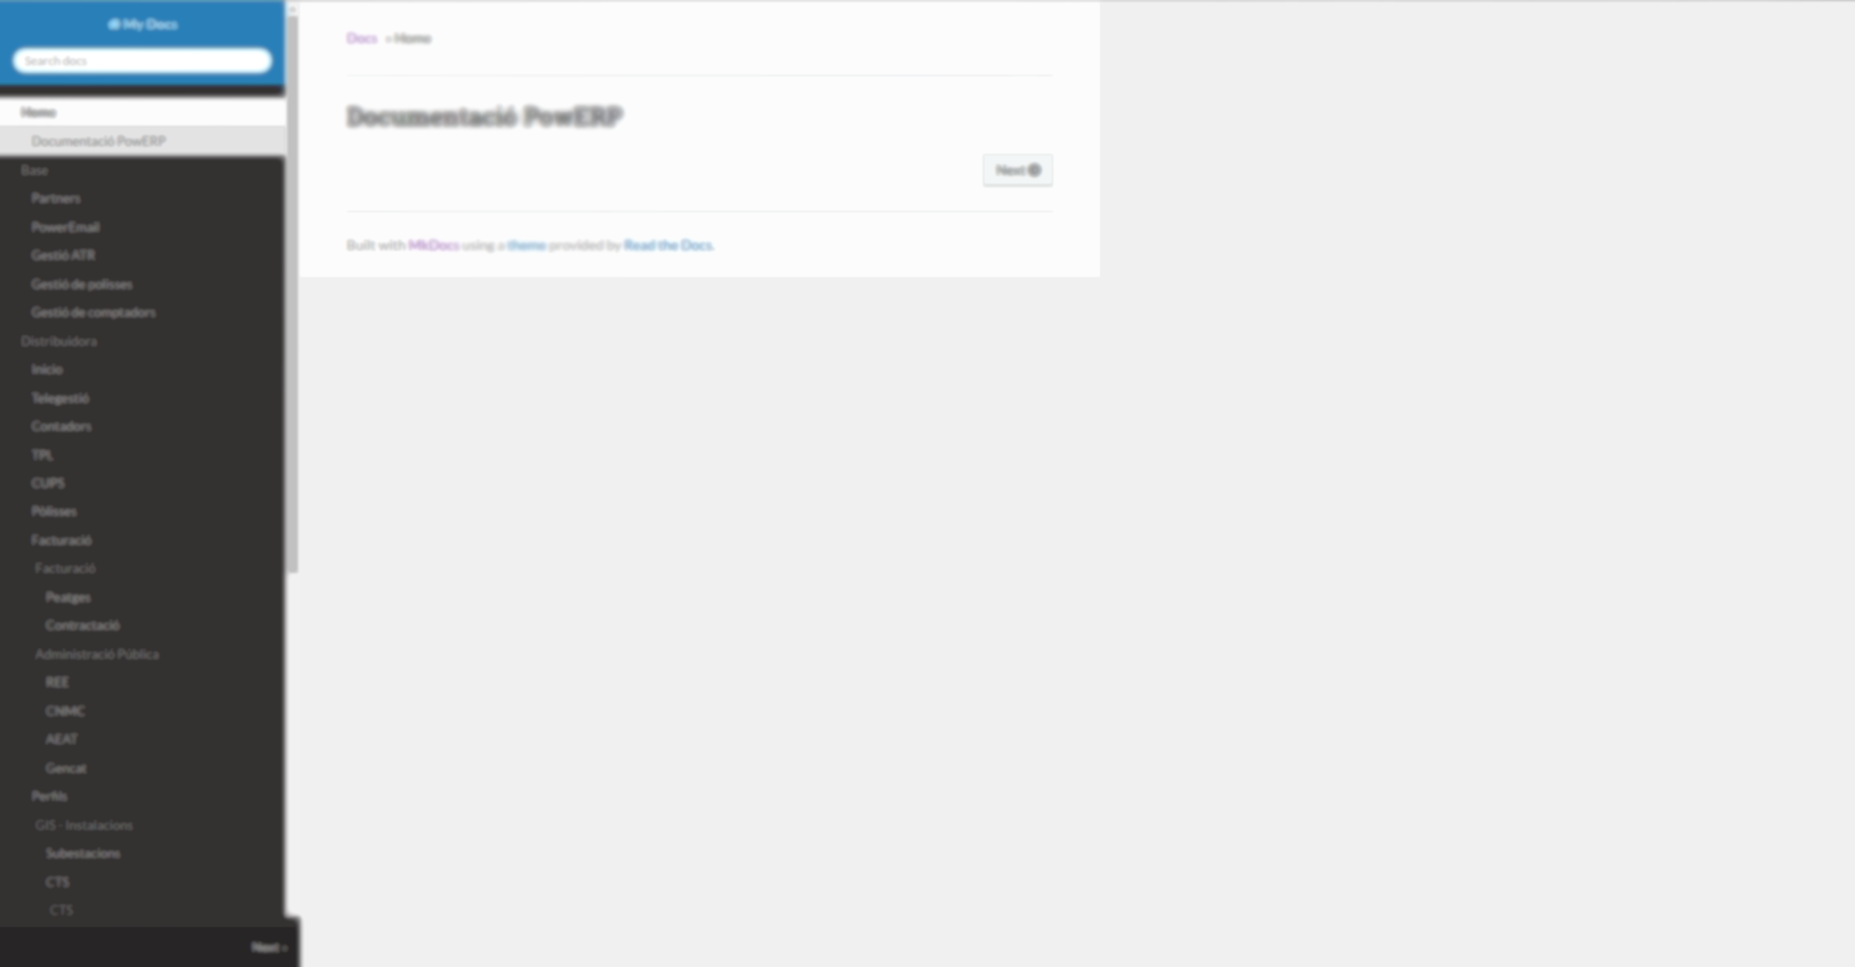 My Docs
Search docs
Home
Documentació PowERP
Base
Partners
PowerEmail
Gestió ATR
Gestió de polisses
Gestió de comptadors
Distribuidora
Inicio
Telegestió
Contadors
TPL
CUPS
Pòlisses
Facturació
Facturació
Peatges
Contractació
Administració Pública
REE
CNMC
AEAT
Gencat
Perfils
GIS - Instalacions
Subestacions
CTS
CTS
Next »
Docs » Home
Documentació PowERP
Next
Built with MkDocs using a theme provided by Read the Docs.